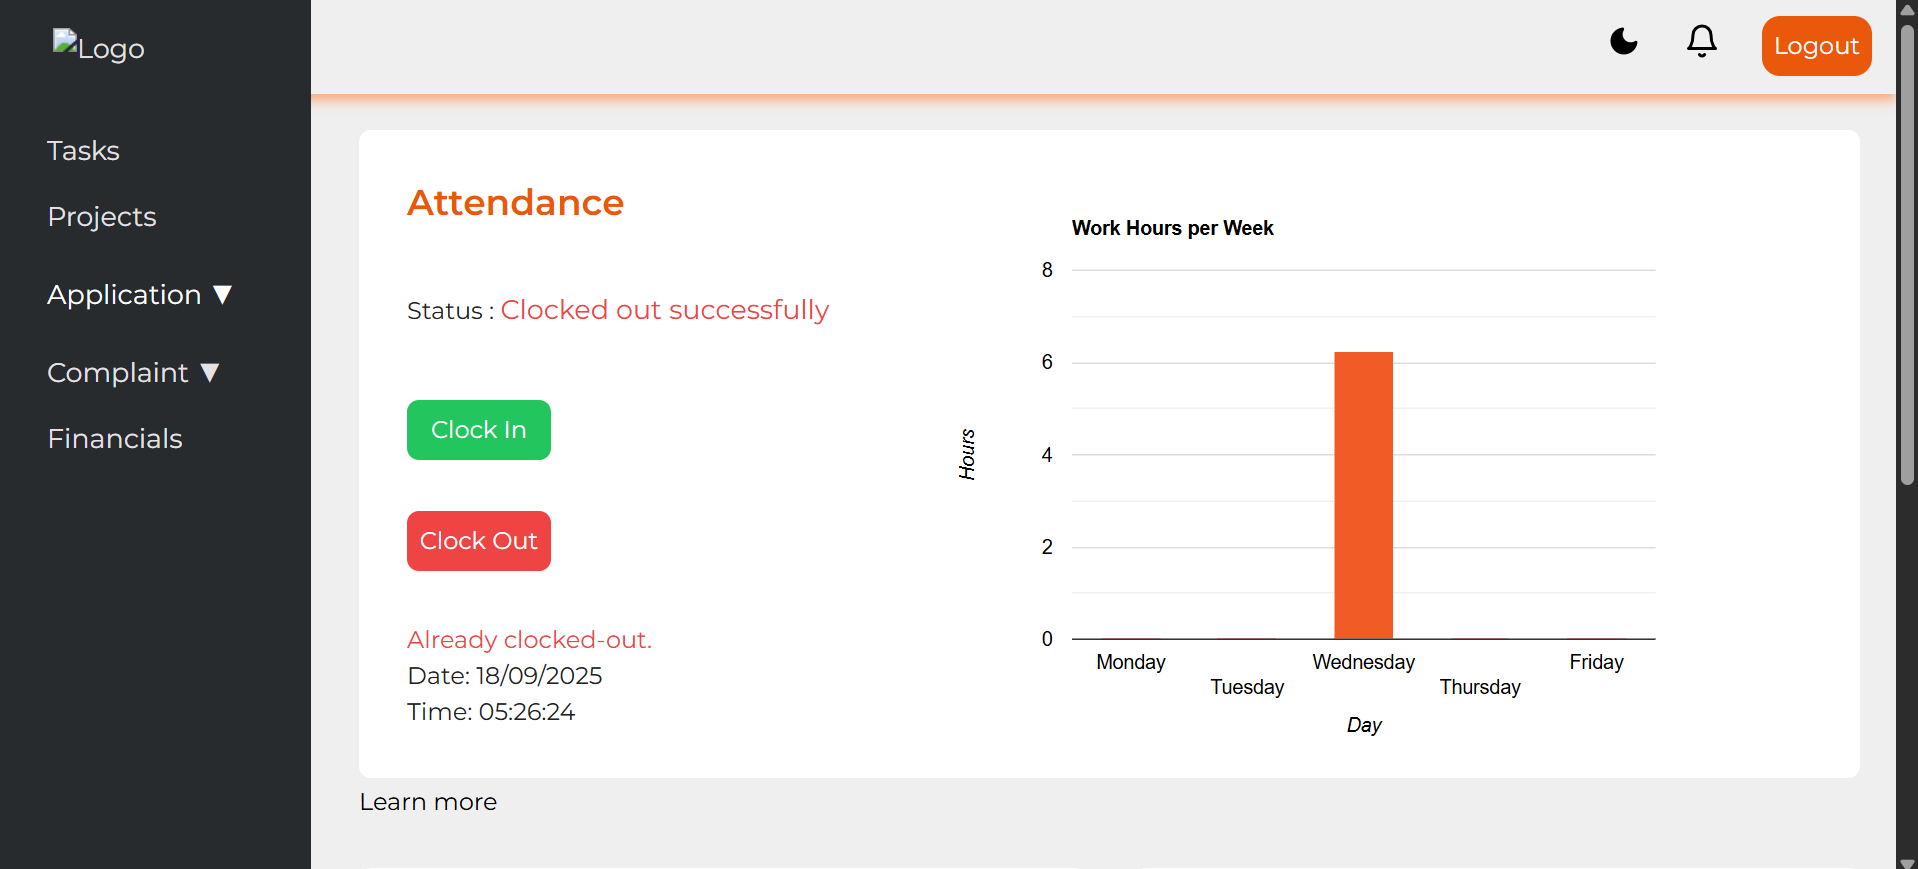 Logo
Logout
Tasks
Projects
Application ▼
Complaint ▼
Financials
Attendance
Status : Clocked out successfully
Clock In
Clock Out
Already clocked-out.
Date: 18/09/2025
Time: 05:26:24
Work Hours per Week
8
6
4
2
0
Hours
Monday
Tuesday
Wednesday
Thursday
Friday
Day
Learn more